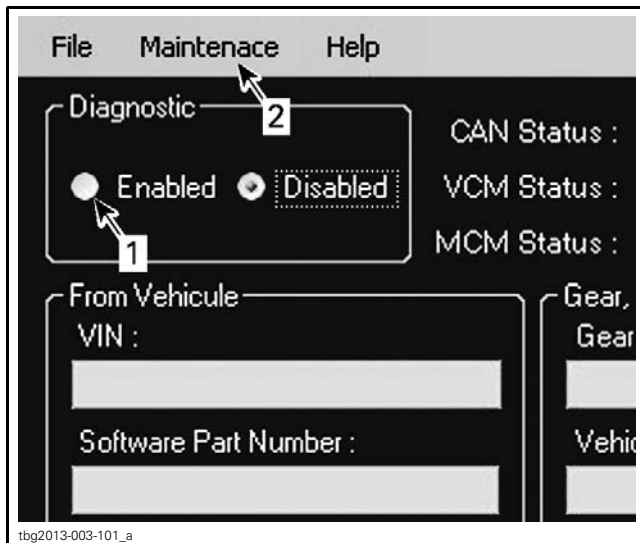 File Maintenace Help
Diagnostic
2
CAN Status :
Enabled Disabled
VCM Status :
1
MCM Status :
From Vehicule
Gear,
VIN :
Gear
Software Part Number :
Vehic
tbg2013-003-101_a